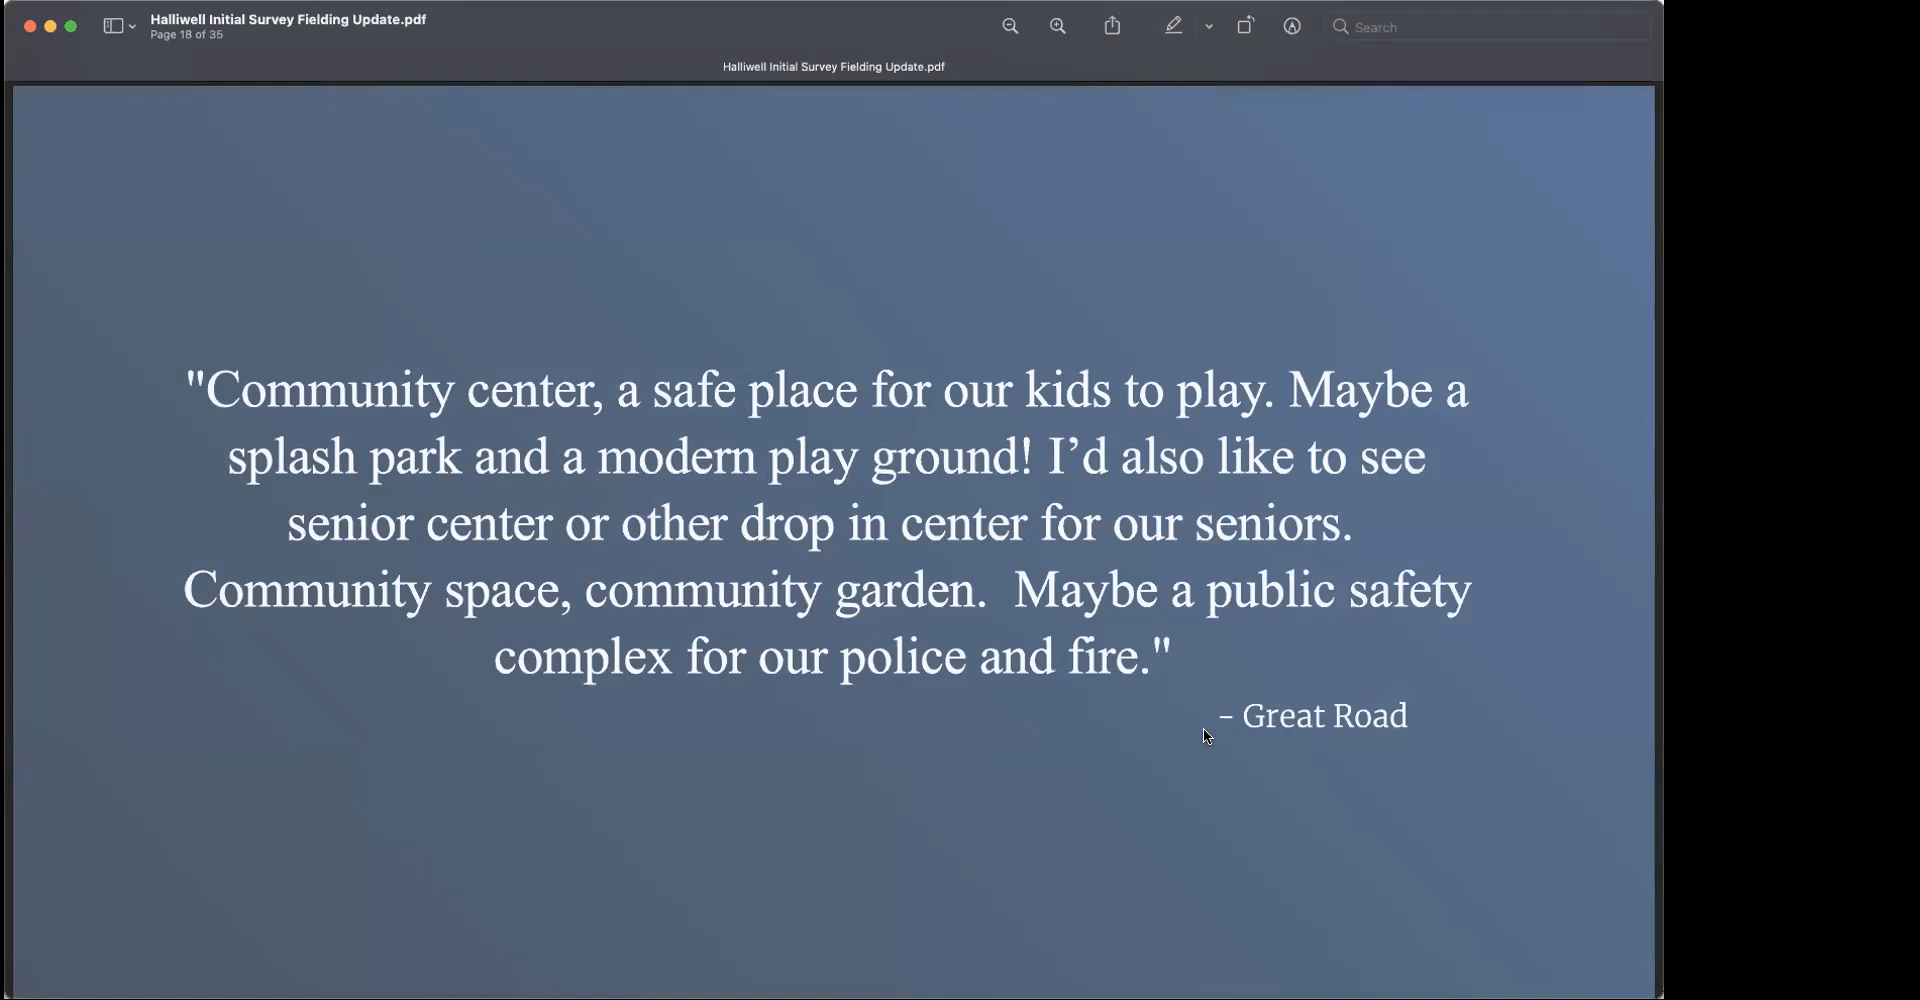 Halliwell Initial Survey Fielding Update.pdf
Page 18 of 35
Search
Halliwell Initial Survey Fielding Update.pdf
"Community center, a safe place for our kids to play. Maybe a
splash park and a modern play ground! I’d also like to see
senior center or other drop in center for our seniors.
Community space, community garden.  Maybe a public safety
complex for our police and fire."
- Great Road